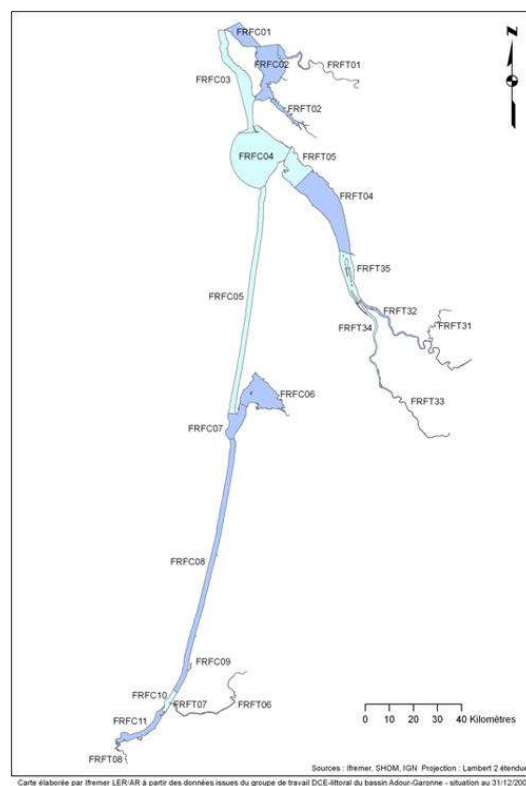 FRFC01
N
FRFC02
FRFT01
FRFC03
FRFT02
FRFC04
FRFT05
FRFT04
FRFT35
FRFC05
FRFT32
FRFT34
FRFT31
FRFC06
FRFT33
FRFC07
FRFC08
FRFC09
FRFC10
FRFT07
FRFT06
FRFC11
0 10 20 30 40 Kilomètres
FRFT08
Sources : Ifremer, SHOM, IGN Projection : Lambert 2 étendue
Carte élaborée par Ifremer LER/AR à partir des données issues du groupe de travail DCE-littoral du bassin Adour-Garonne - situation au 31/12/200